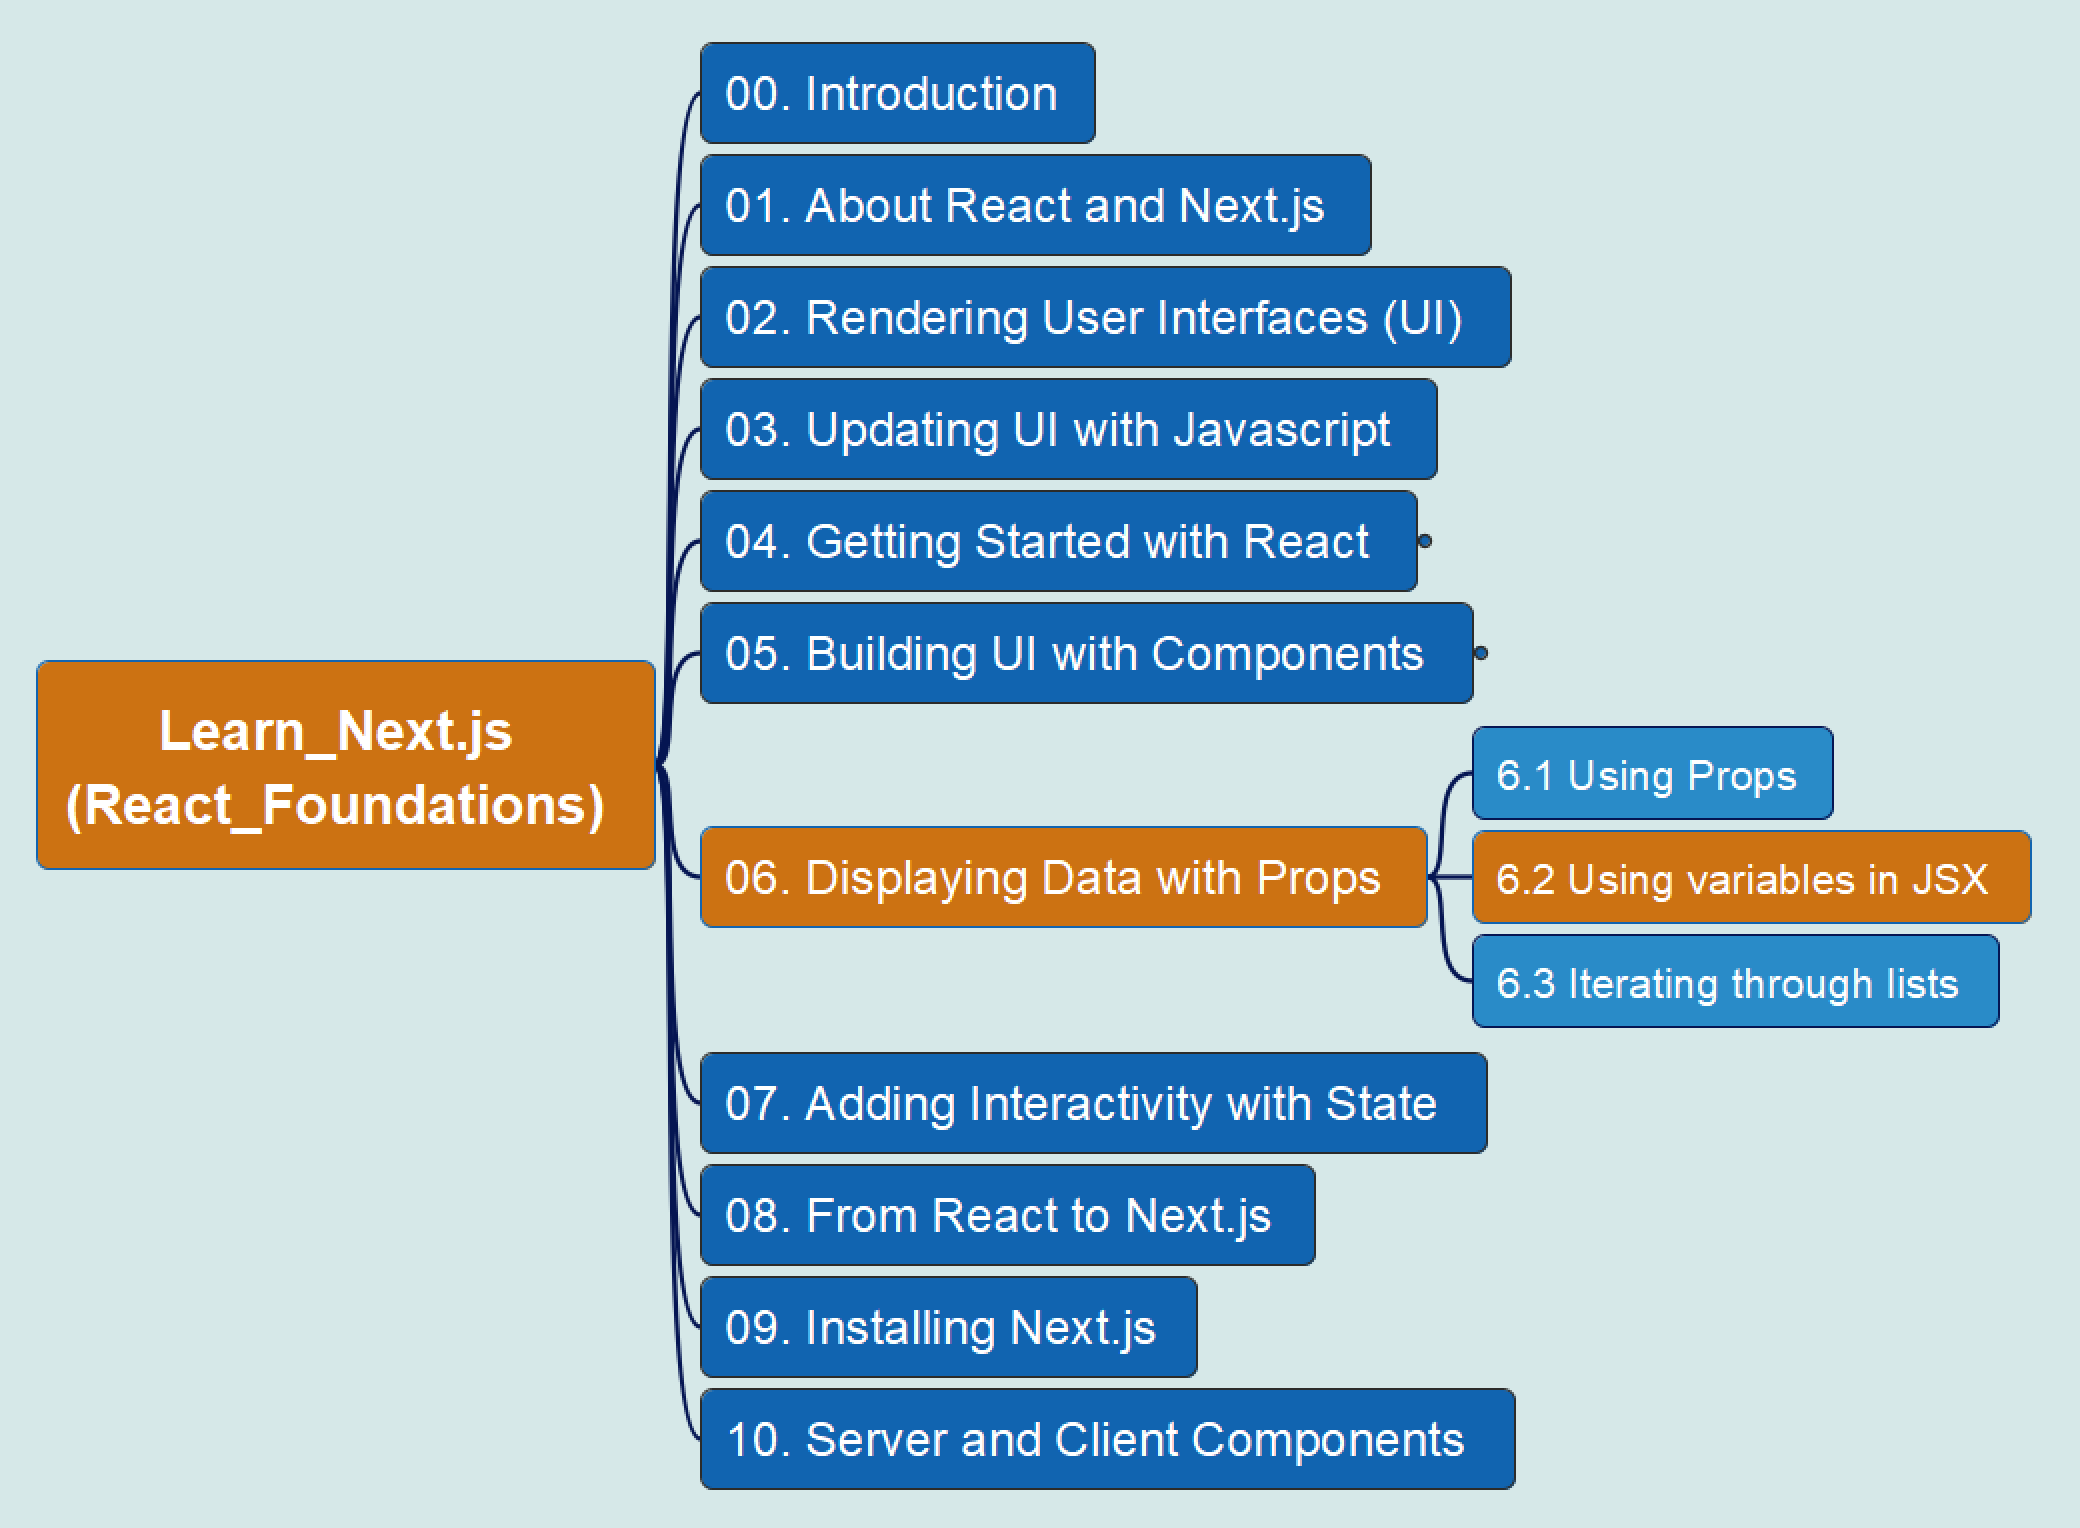 00. Introduction
01. About React and Next.js
02. Rendering User Interfaces (UI)
03. Updating UI with Javascript
04. Getting Started with React
05. Building UI with Components
Learn_Next.js
(React_Foundations)
06. Displaying Data with Props
6.1 Using Props
6.2 Using variables in JSX
6.3 Iterating through lists
07. Adding Interactivity with State
08. From React to Next.js
09. Installing Next.js
10. Server and Client Components